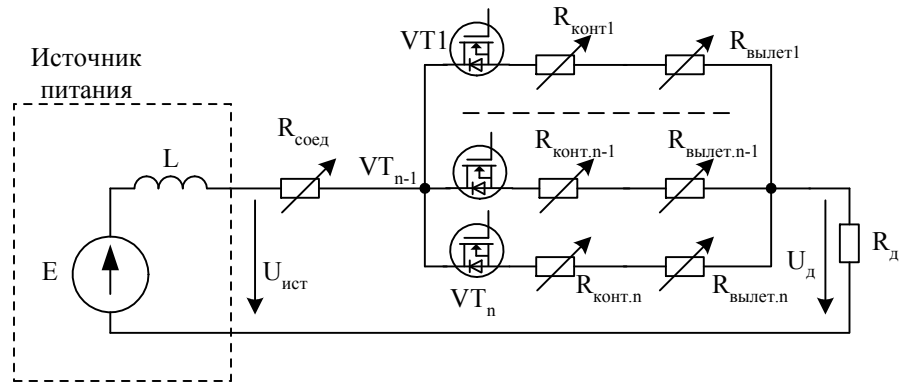 Источник
питания
E
L
Uист
Rсоед
VT1
Rконт1
Rвылет1
VTn-1
Rконт.n-1
Rвылет.n-1
VTn
Rконт.n
Rвылет.n
Uд
Rд